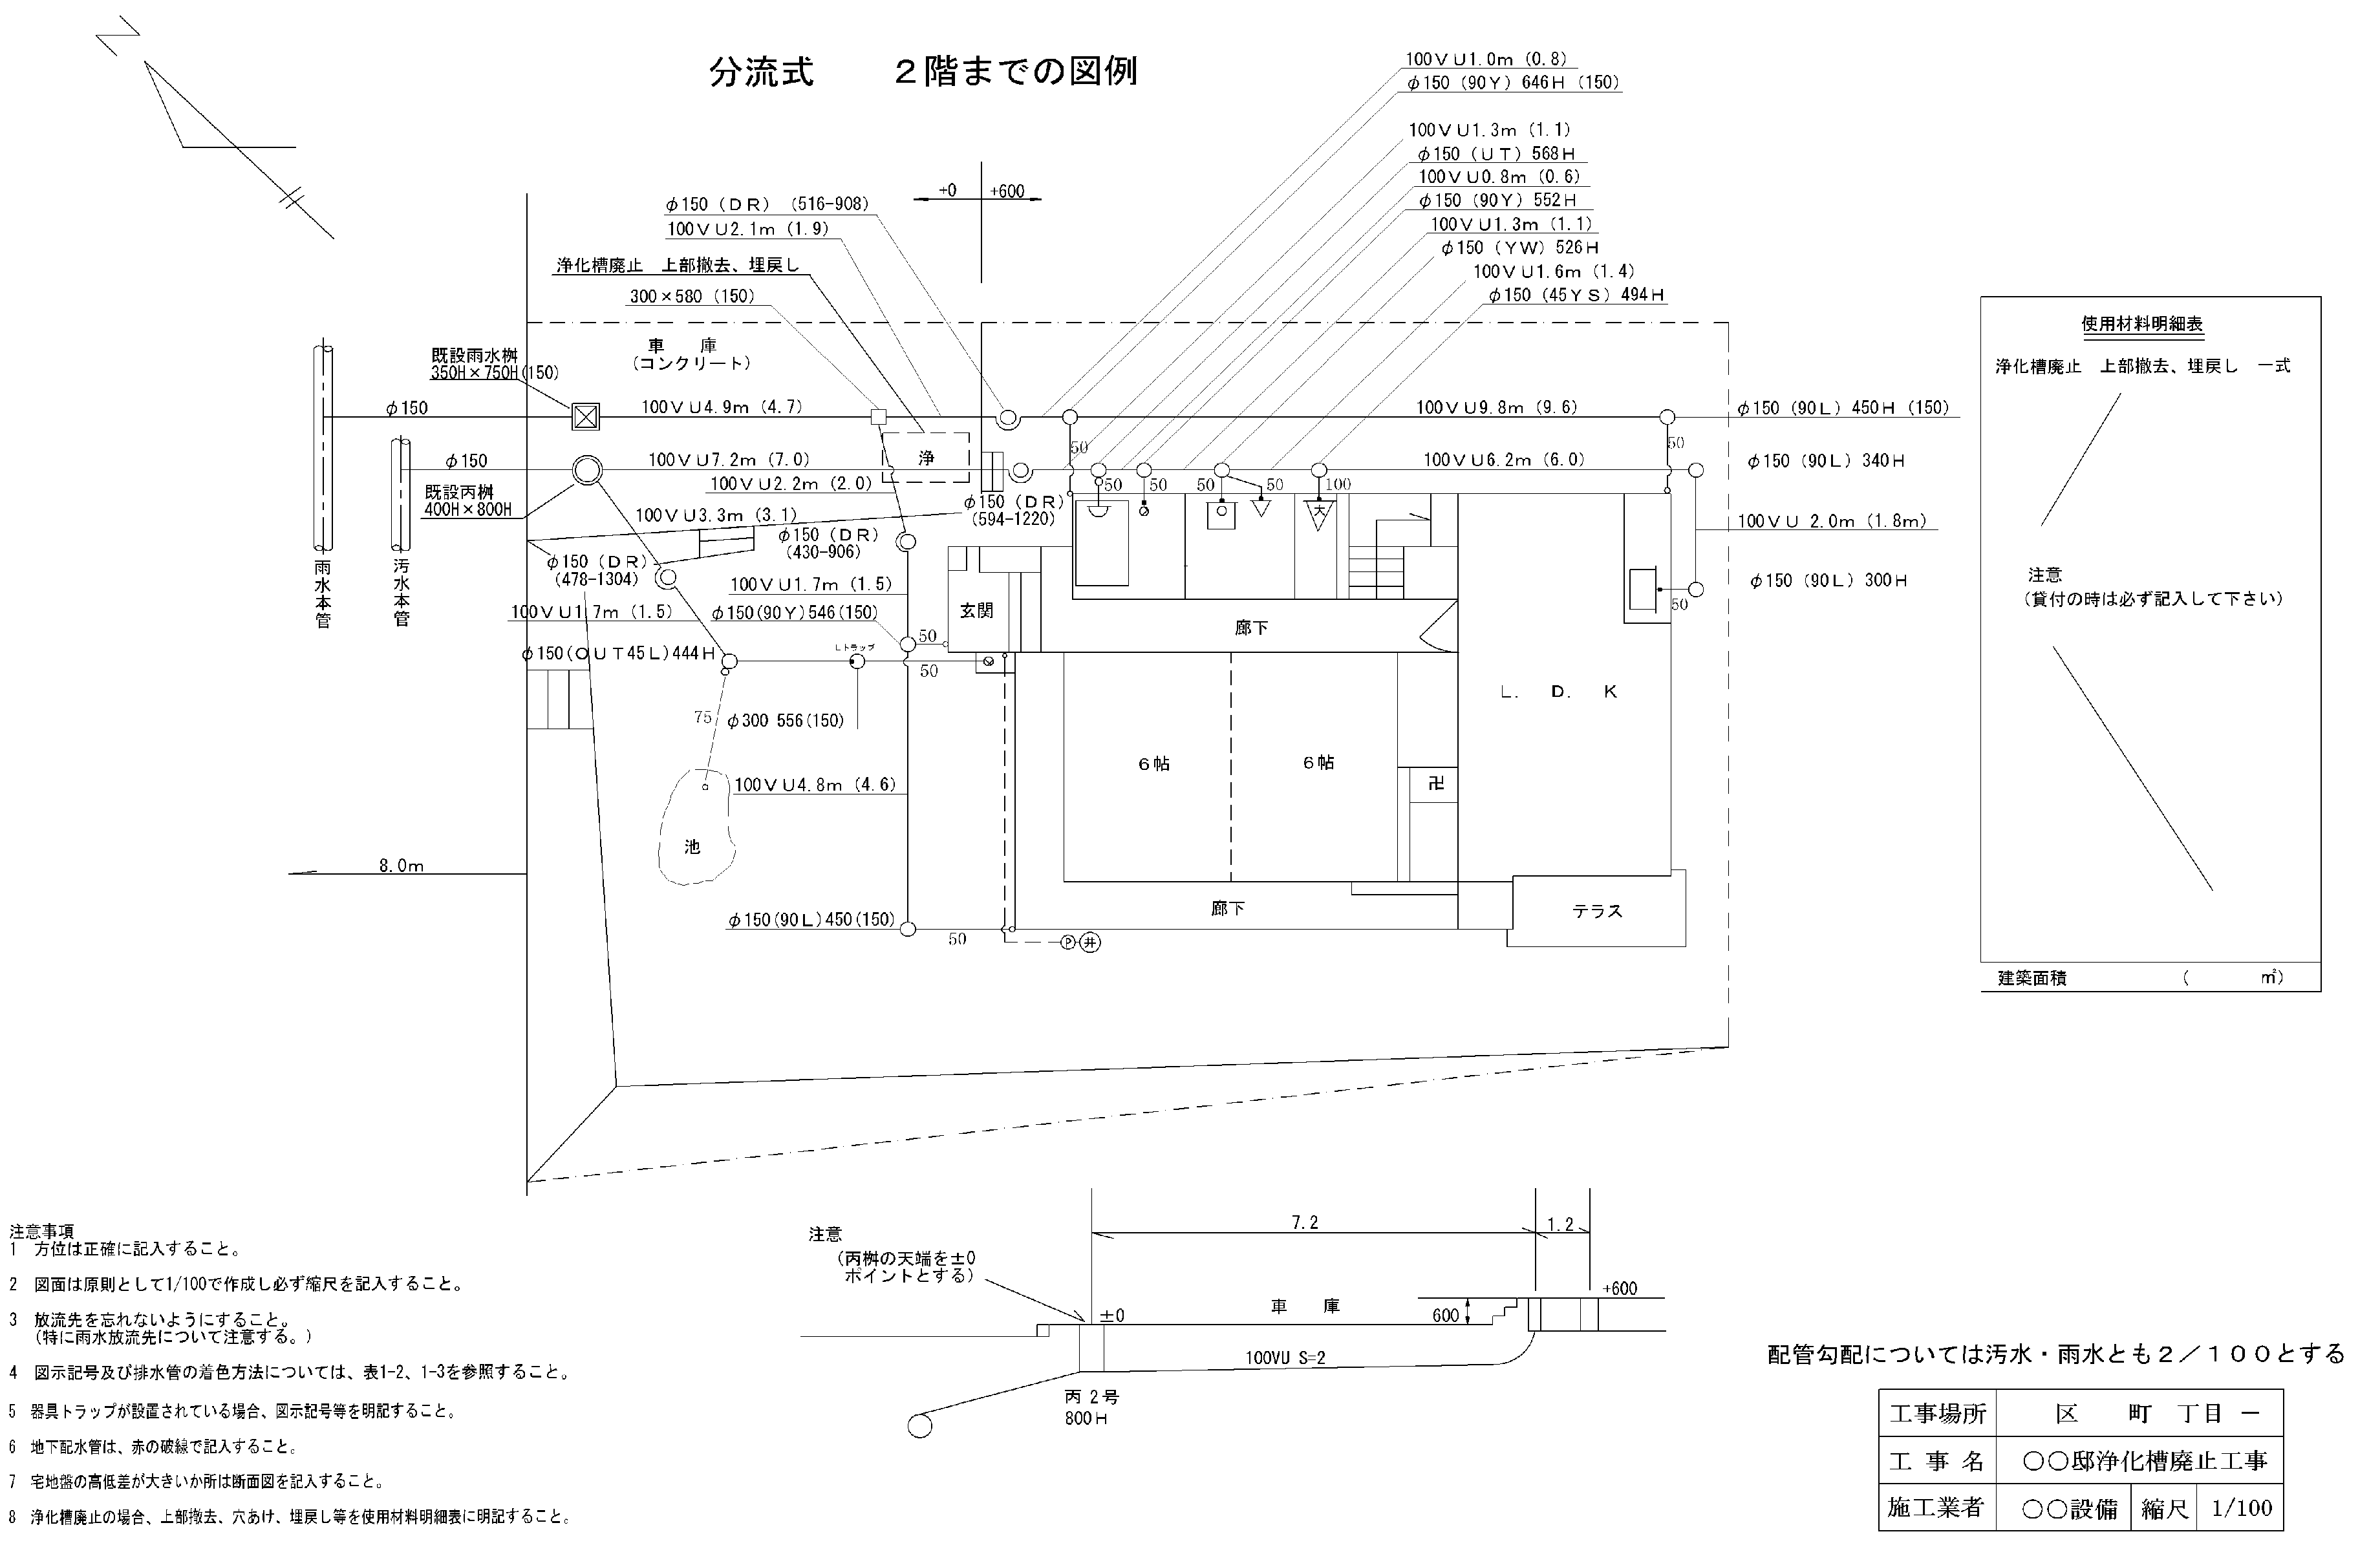 分流式　２階までの図例
100ＶＵ1.0m (0.8)
φ150 (90Ｙ) 646Ｈ (150)
100ＶＵ1.3m (1.1)
φ150 (ＵＴ) 568Ｈ
100ＶＵ0.8m (0.6)
φ150 (90Ｙ) 552Ｈ
100ＶＵ1.3m (1.1)
φ150 (ＹＷ) 526Ｈ
100ＶＵ1.6m (1.4)
φ150 (45ＹＳ) 494Ｈ
+0
+600
φ150 (ＤＲ) (516-908)
100ＶＵ2.1m (1.9)
浄化槽廃止　上部撤去、埋戻し
300×580 (150)
車　庫
(コンクリート)
既設雨水桝
350H×750H(150)
φ150
100ＶＵ4.9m (4.7)
100ＶＵ9.8m (9.6)
φ150 (90Ｌ) 450Ｈ (150)
50
50
φ150
100ＶＵ7.2m (7.0)
浄
100ＶＵ6.2m (6.0)
φ150 (90Ｌ) 340Ｈ
既設丙桝
400H×800H
100ＶＵ2.2m (2.0)
50
50
50
50
100
大
φ150 (ＤＲ)
(594-1220)
100ＶＵ3.3m (3.1)
φ150 (ＤＲ)
(430-906)
100ＶＵ 2.0m (1.8m)
φ150 (ＤＲ)
(478-1304)
雨水本管
汚水本管
100ＶＵ1.7m (1.5)
φ150 (90Ｌ) 300Ｈ
50
100ＶＵ1.7m (1.5)
φ150(90Ｙ)546(150)
玄関
廊下
50
φ150(ＯＵＴ45Ｌ)444Ｈ
Ｌトラップ
50
Ｌ.　Ｄ.　Ｋ
75
φ300 556(150)
６帖
６帖
卍
100ＶＵ4.8m (4.6)
池
8.0m
φ150(90Ｌ)450(150)
50
Ｐ
井
廊下
テラス
使用材料明細表
浄化槽廃止　上部撤去、埋戻し　一式
注意
(貸付の時は必ず記入して下さい)
建築面積　(　㎡)
注意事項
1　方位は正確に記入すること。
2　図面は原則として1/100で作成し必ず縮尺を記入すること。
3　放流先を忘れないようにすること。
(特に雨水放流先について注意する。)
4　図示記号及び排水管の着色方法については、表1-2、1-3を参照すること。
5　器具トラップが設置されている場合、図示記号等を明記すること。
6　地下配水管は、赤の破線で記入すること。
7　宅地盤の高低差が大きいか所は断面図を記入すること。
8　浄化槽廃止の場合、上部撤去、穴あけ、埋戻し等を使用材料明細表に明記すること。
注意
(丙桝の天端を±0
ポイントとする)
7.2
1.2
±0
車　庫
600
+600
100VU S=2
丙 2号
800Ｈ
配管勾配については汚水・雨水とも２／１００とする
工事場所　区　町　丁目 －
工 事 名　〇〇邸浄化槽廃止工事
施工業者　〇〇設備　縮尺　1/100